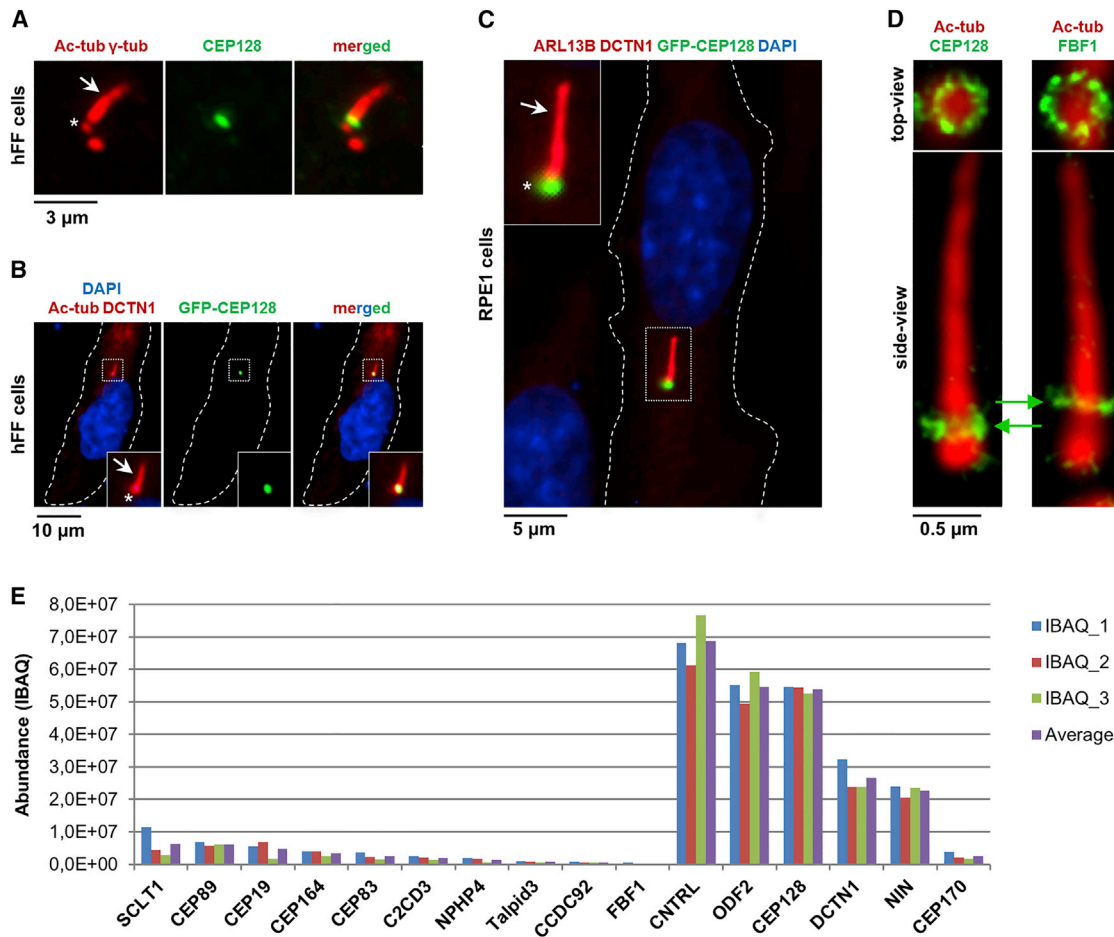 A
Ac-tub γ-tub
CEP128
merged
hFF cells
*
3 µm
B
DAPI
Ac-tub DCTN1
GFP-CEP128
merged
hFF cells
*
10 µm
C
ARL13B DCTN1 GFP-CEP128 DAPI
RPE1 cells
*
5 µm
D
Ac-tub
CEP128
Ac-tub
FBF1
top-view
side-view
0.5 µm
E
Abundance (IBAQ)
8,0E+07
7,0E+07
6,0E+07
5,0E+07
4,0E+07
3,0E+07
2,0E+07
1,0E+07
0,0E+00
SCLT1
CEP89
CEP19
CEP164
CEP83
C2CD3
NPHP4
Talpid3
CCDC92
FBF1
CNTRL
ODF2
CEP128
DCTN1
NIN
CEP170
IBAQ_1
IBAQ_2
IBAQ_3
Average